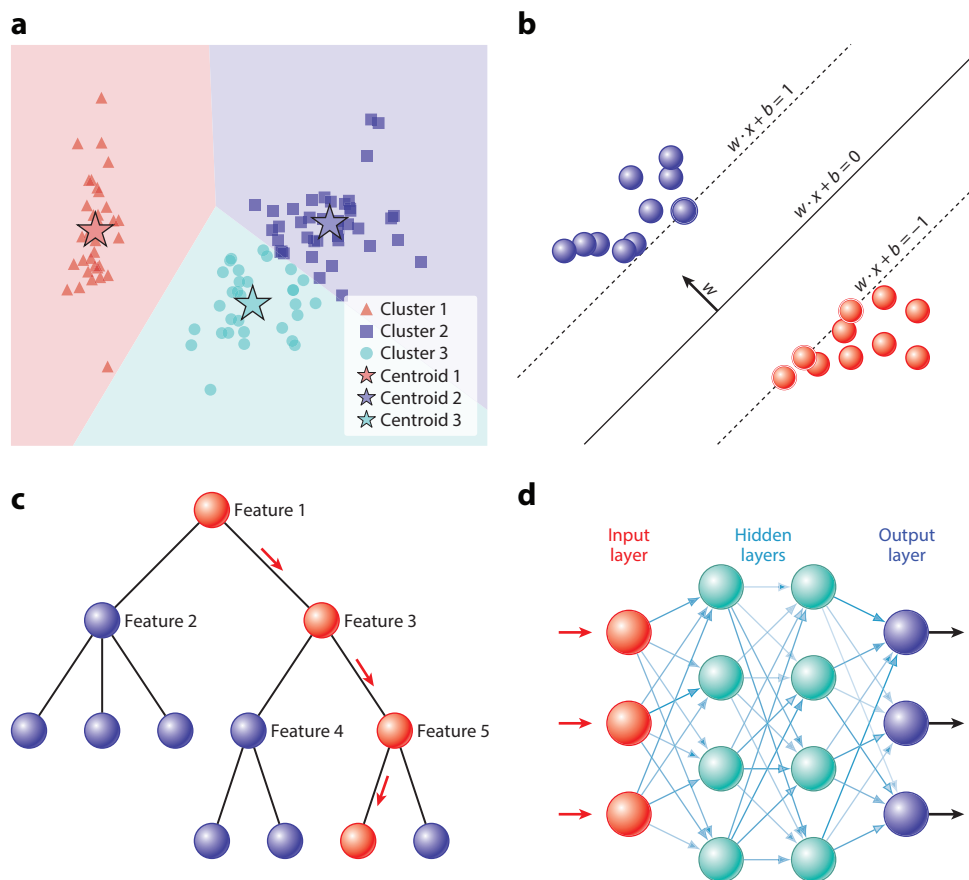 a
Cluster 1
Cluster 2
Cluster 3
Centroid 1
Centroid 2
Centroid 3
b
w · x + b = 1
w · x + b = 0
w · x + b = −1
w
c
Feature 1
Feature 2
Feature 3
Feature 4
Feature 5
d
Input
layer
Hidden
layers
Output
layer